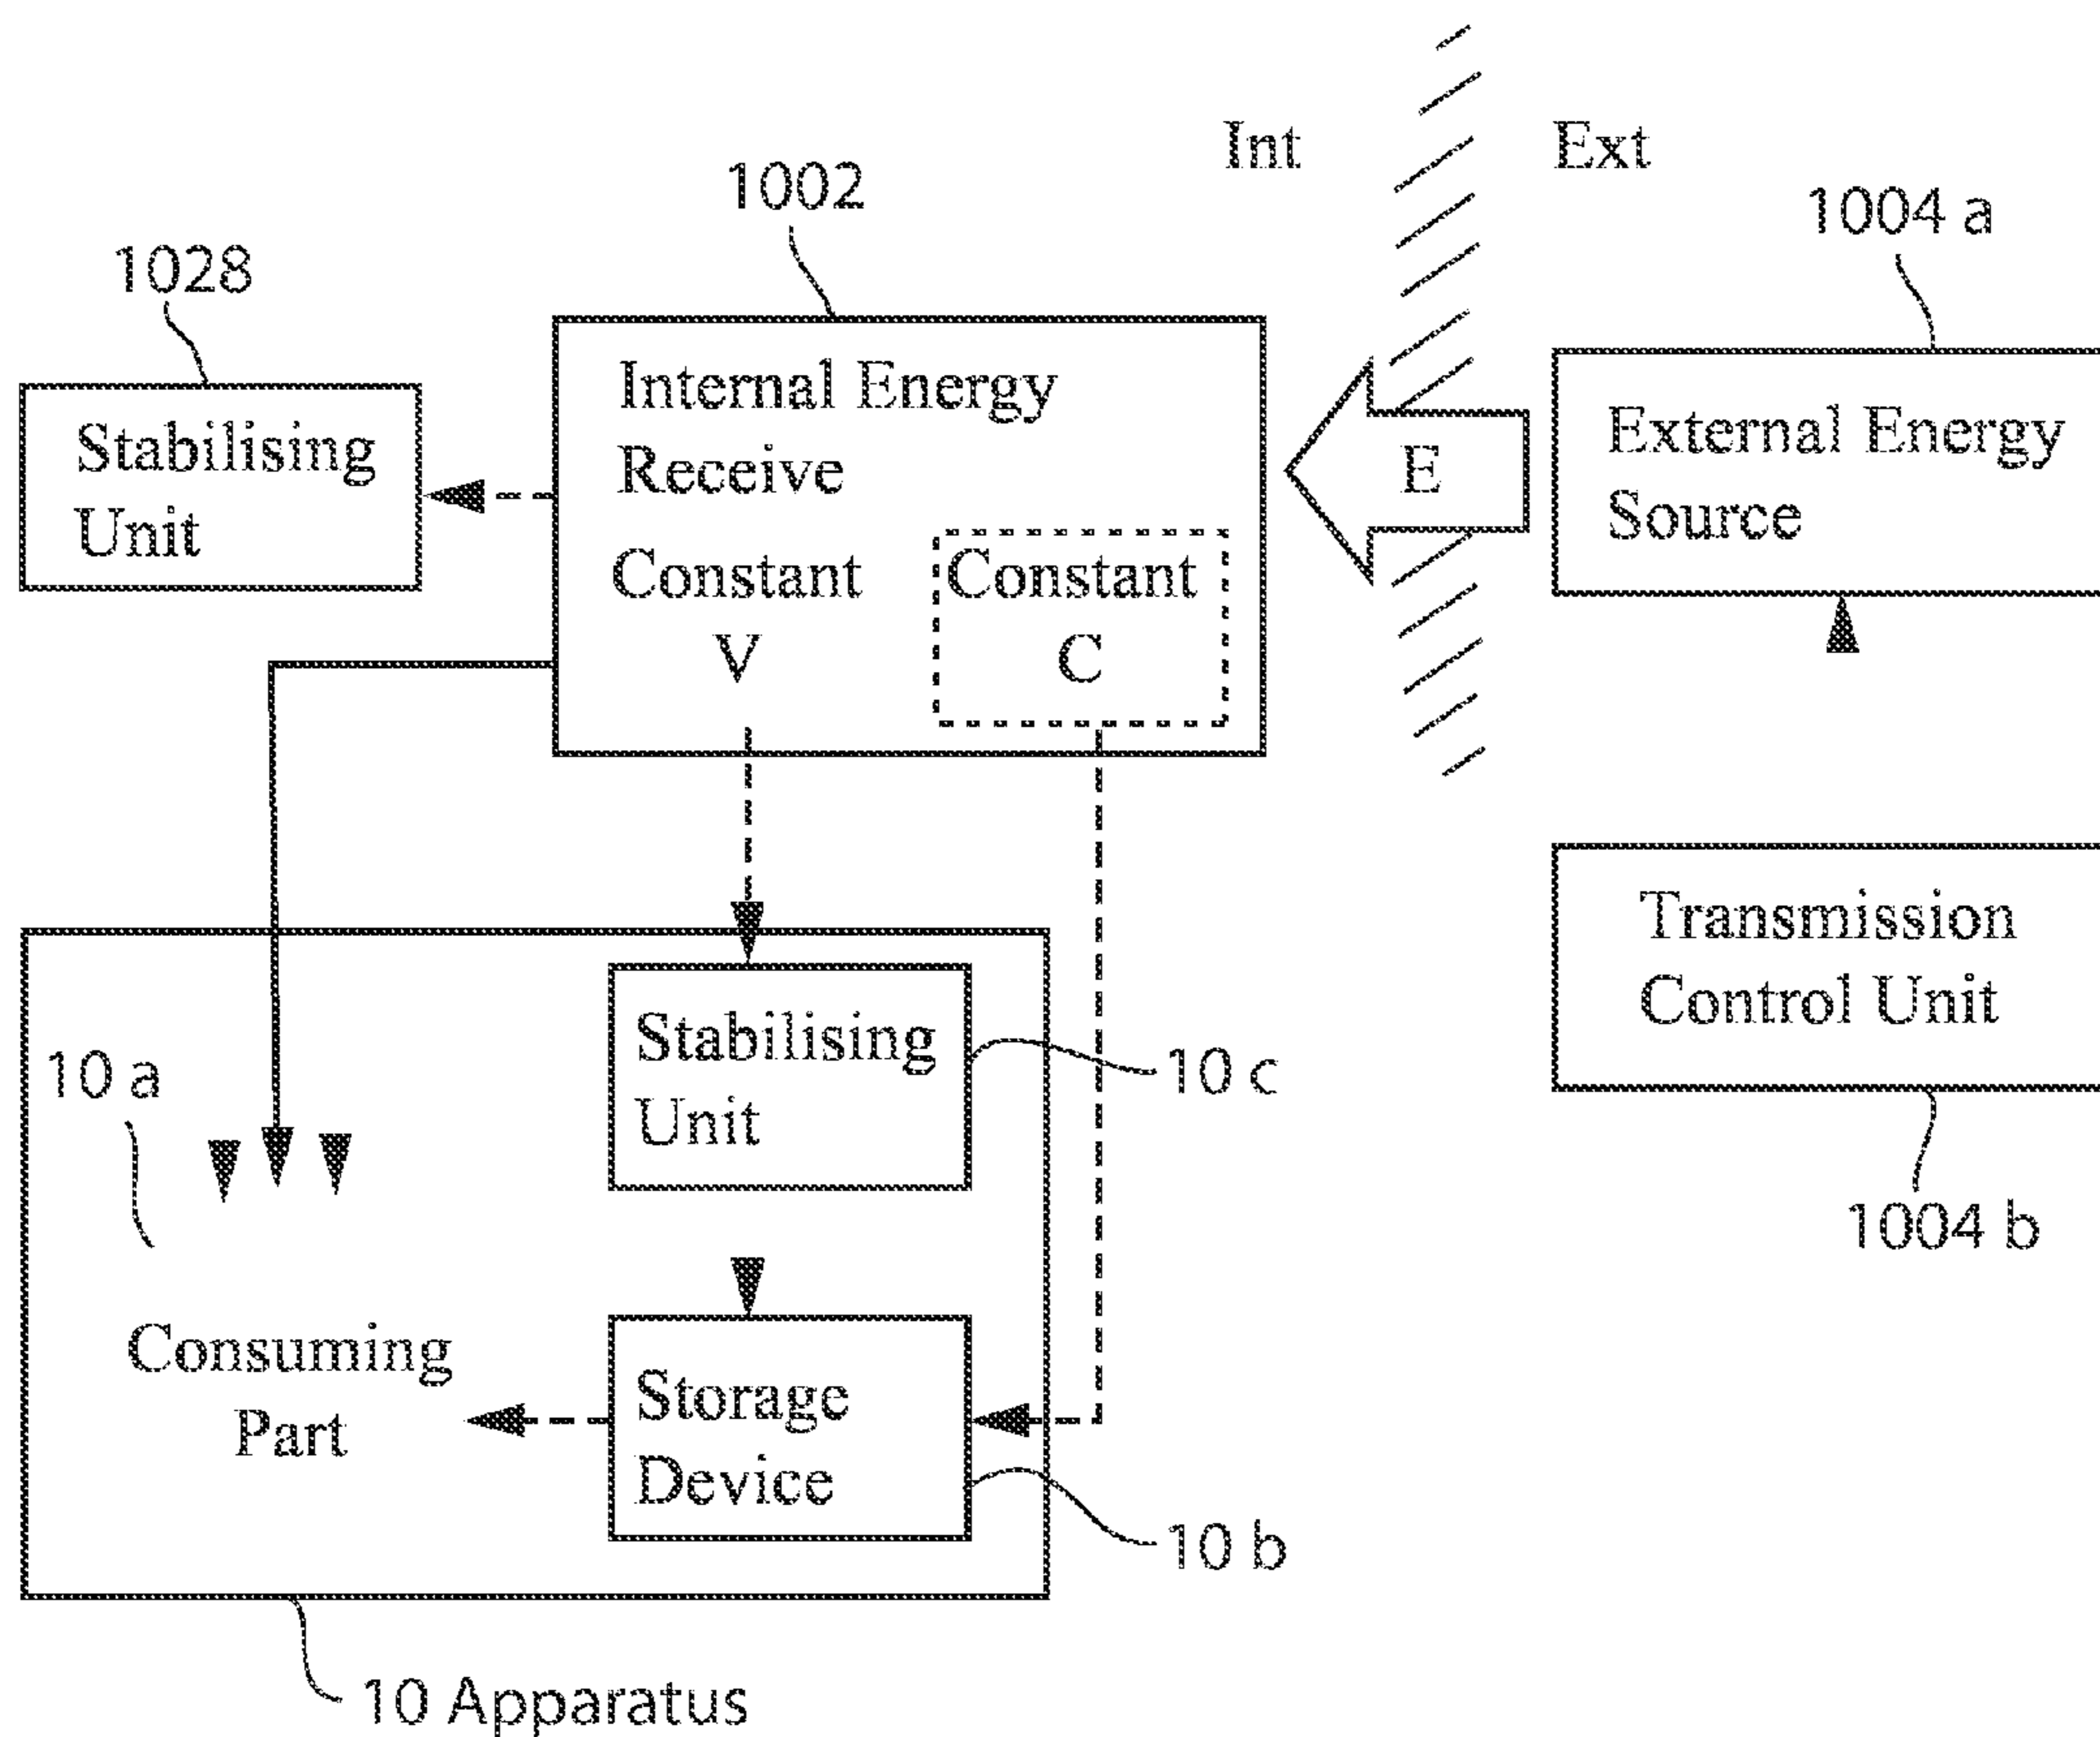 Int
Ext
1002
1004 a
1028
Internal Energy
Receive
Constant
V
Constant
C
E
External Energy
Source
Stabilising
Unit
Transmission
Control Unit
1004 b
10 a
Stabilising
Unit
10 c
Consuming
Part
Storage
Device
10 b
10 Apparatus